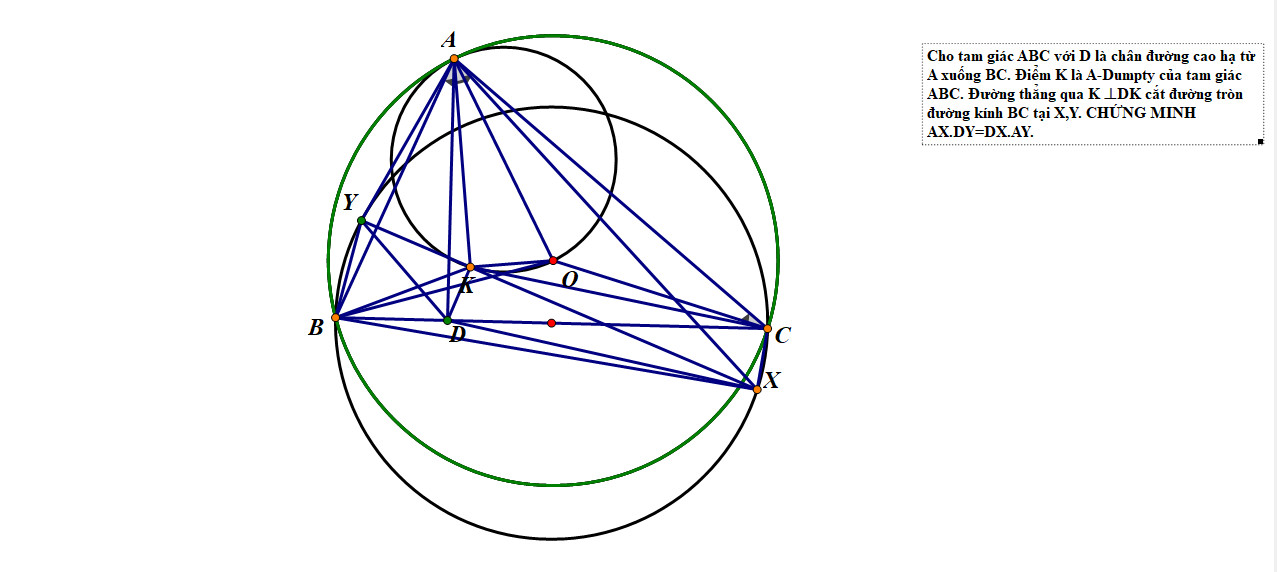 A
Cho tam giác ABC với D là chân đường cao hạ từ
A xuống BC. Điểm K là A-Dumpty của tam giác
ABC. Đường thẳng qua K ⊥DK cắt đường tròn
đường kính BC tại X,Y. CHỨNG MINH
AX.DY=DX.AY.
Y
K
O
B
D
C
X